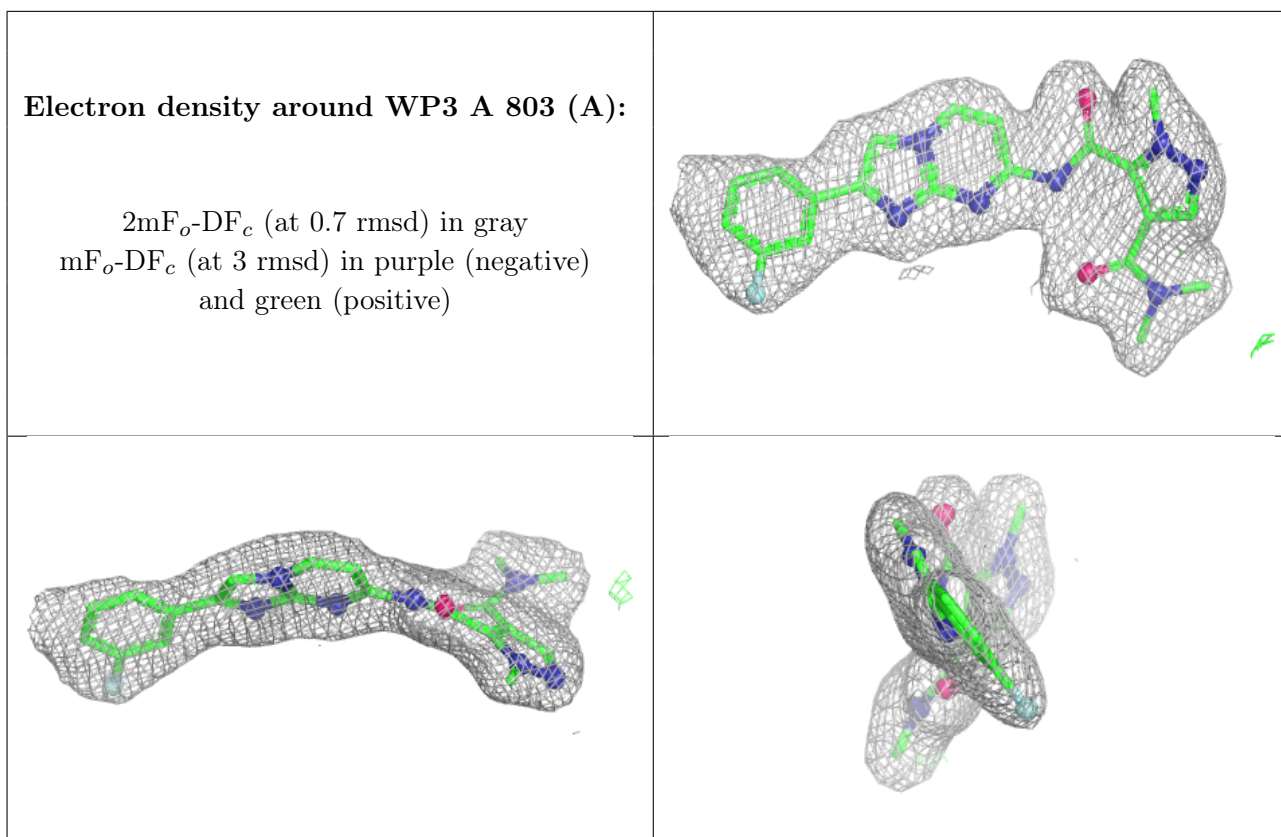 Electron density around WP3 A 803 (A):
2mFo-DFc (at 0.7 rmsd) in gray
mFo-DFc (at 3 rmsd) in purple (negative)
and green (positive)